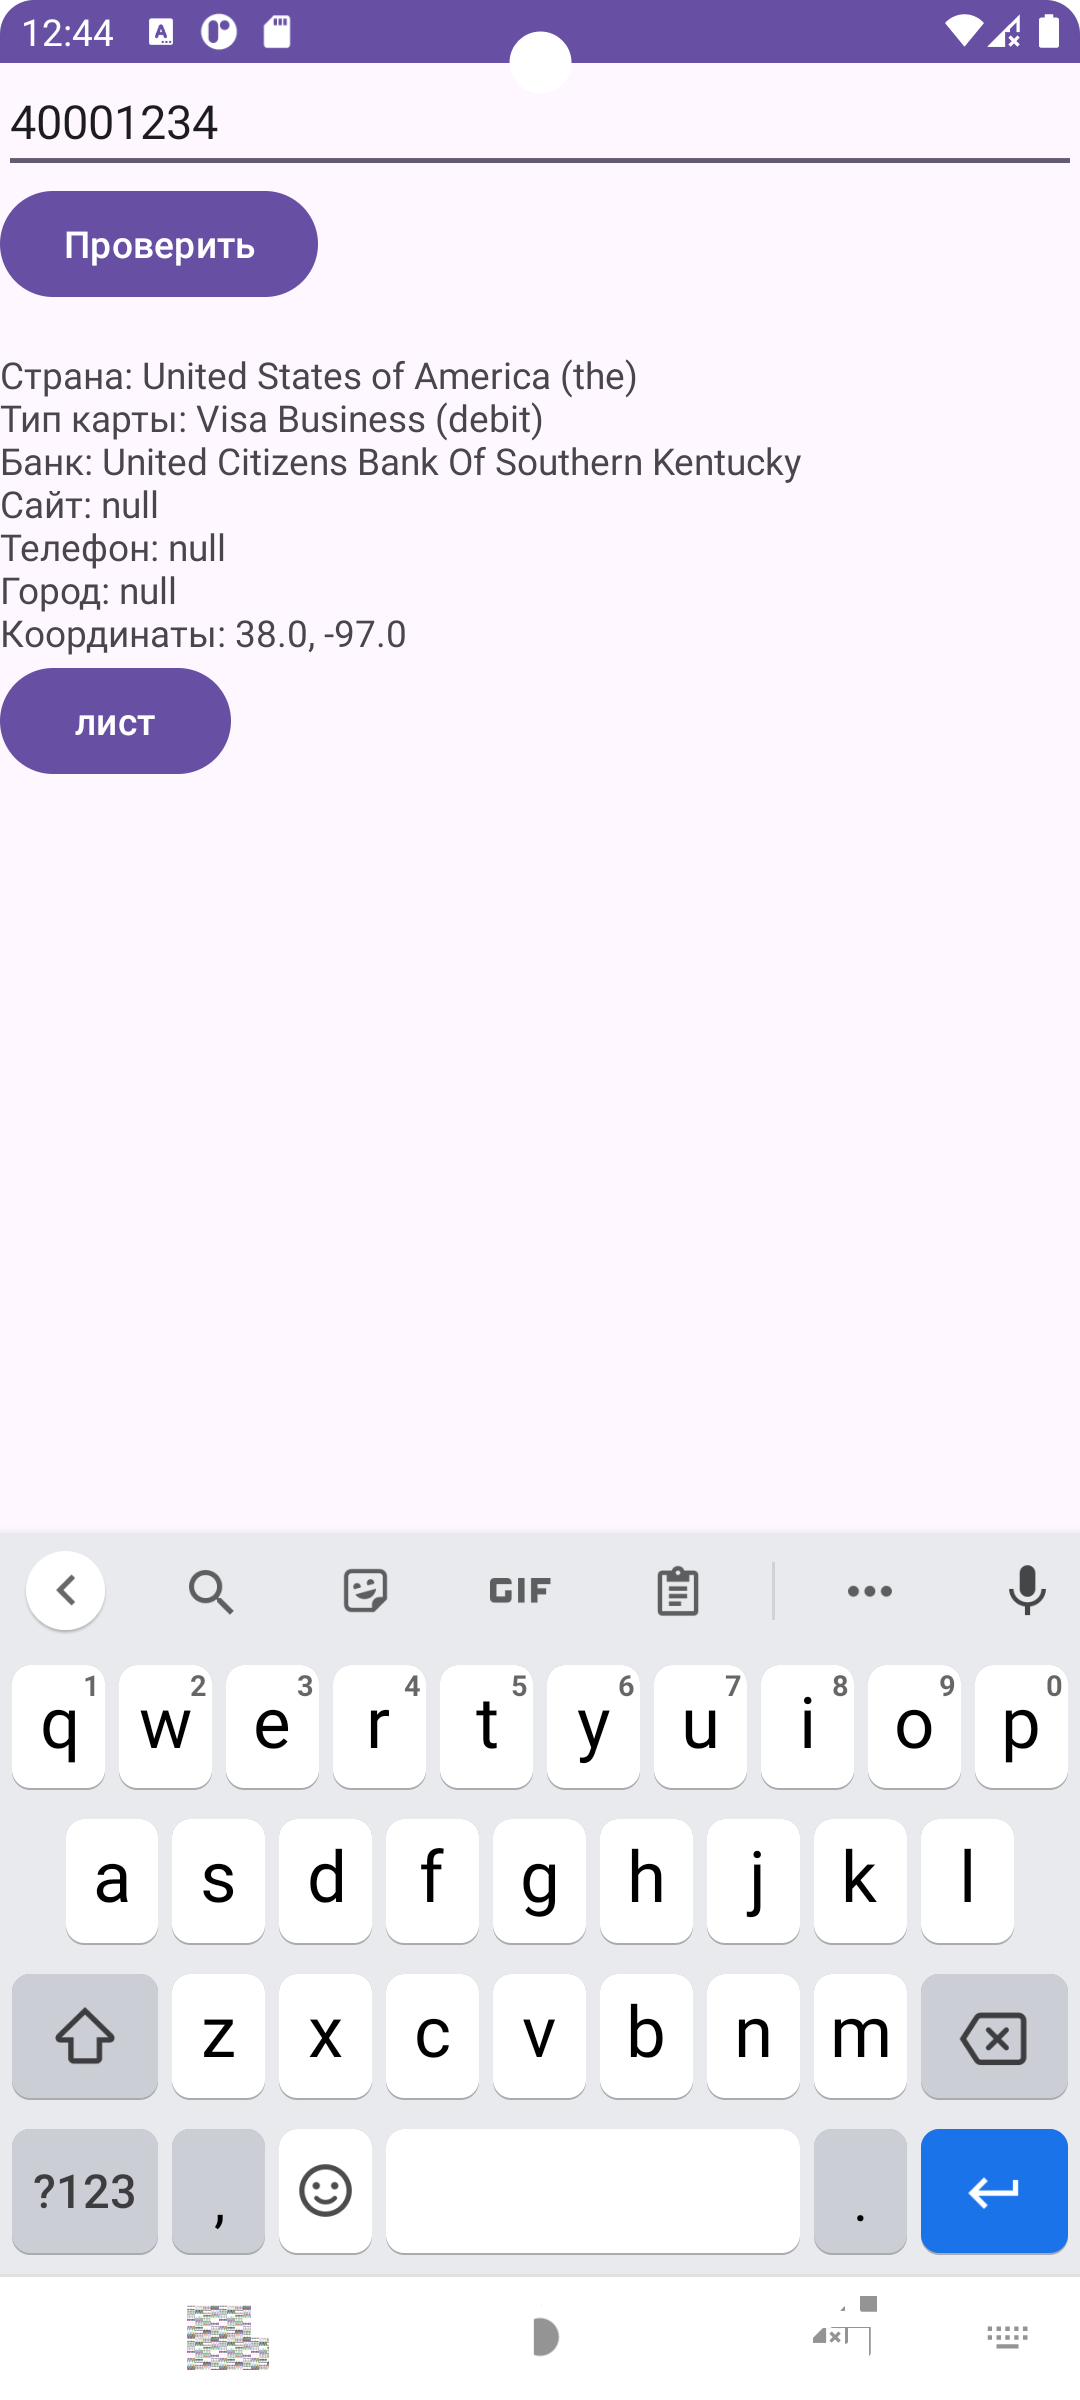 12:44
40001234
Проверить
Страна: United States of America (the)
Тип карты: Visa Business (debit)
Банк: United Citizens Bank Of Southern Kentucky
Сайт: null
Телефон: null
Город: null
Координаты: 38.0, -97.0
лист
GIF
1 2 3 4 5 6 7 8 9 0
q w e r t y u i o p
a s d f g h j k l
z x c v b n m
?123 , .